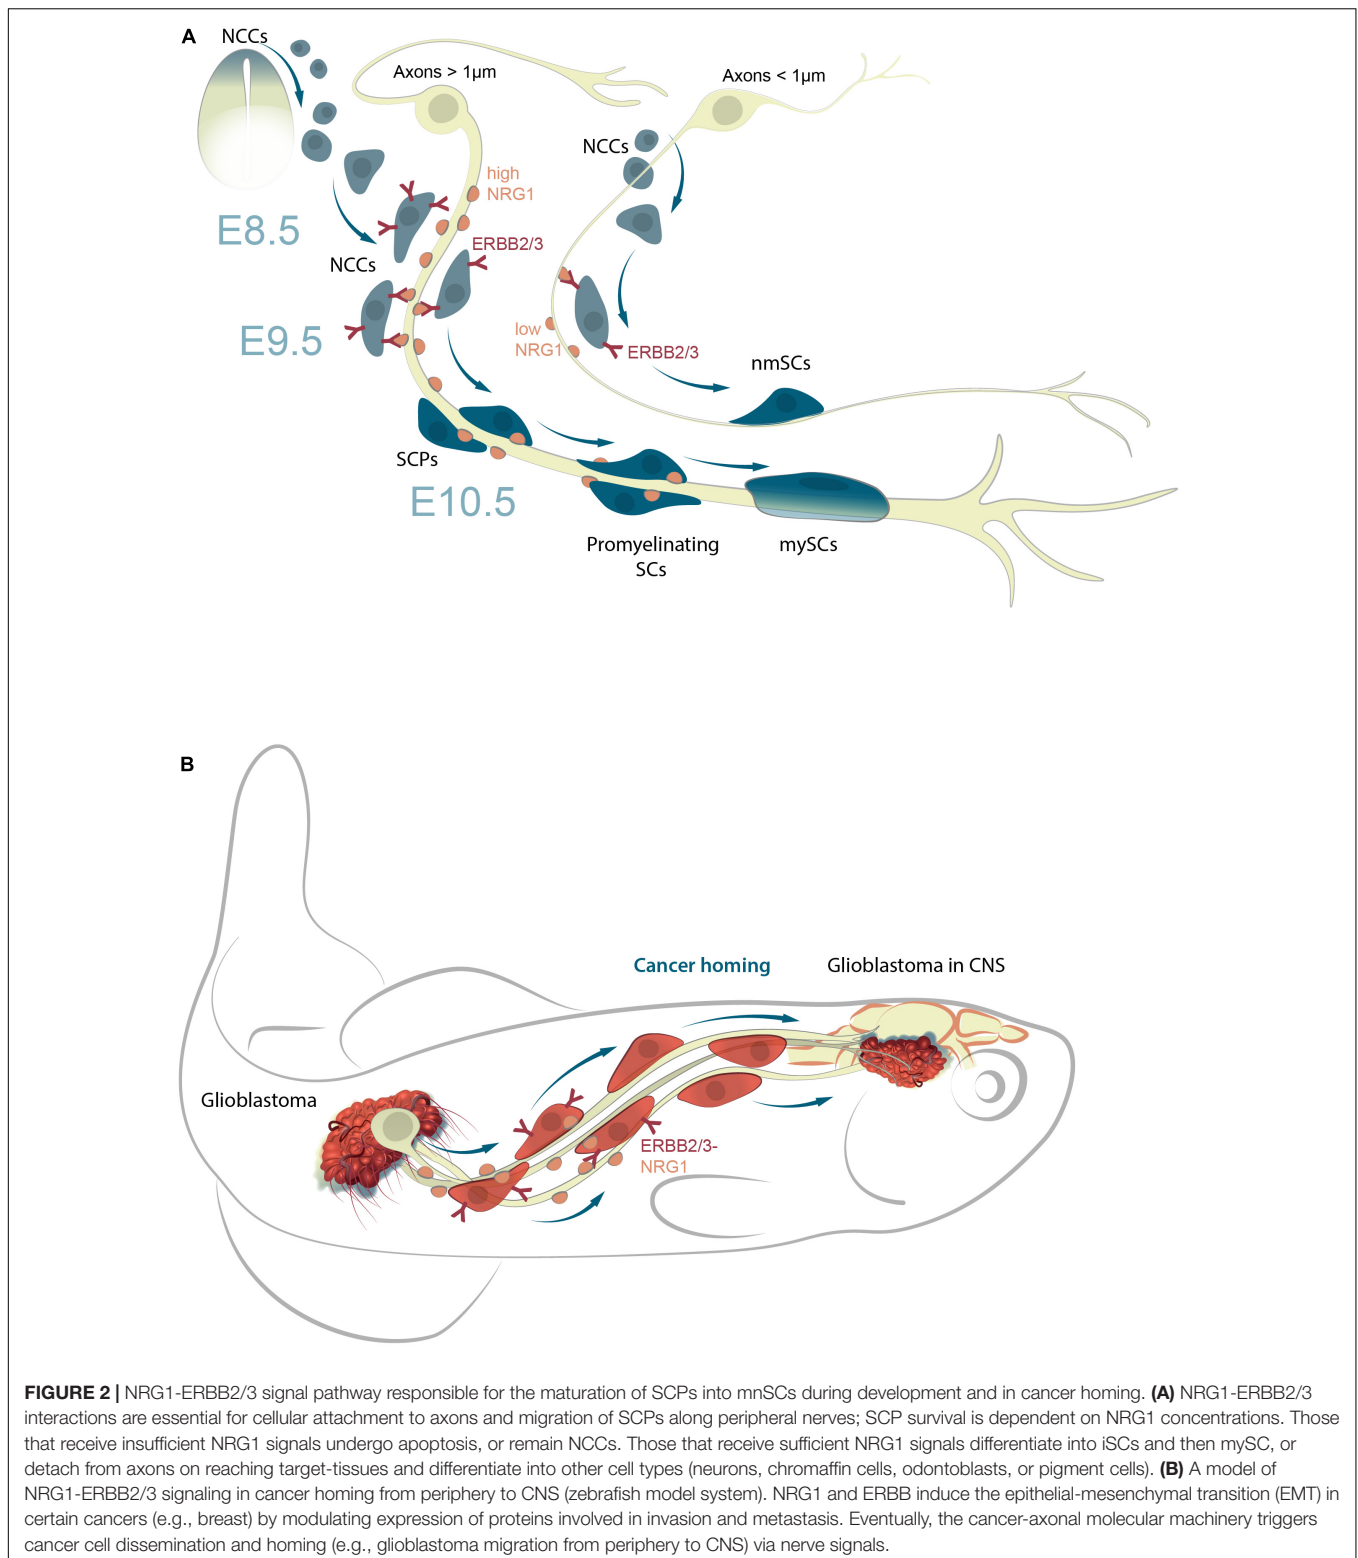 A
NCCs
Axons > 1µm
Axons < 1µm
NCCs
high
NRG1
E8.5
ERBB2/3
NCCs
E9.5
low
NRG1
ERBB2/3
nmSCs
SCPs
E10.5
Promyelinating
SCs
mySCs
B
Cancer homing
Glioblastoma in CNS
Glioblastoma
ERBB2/3-
NRG1
FIGURE 2 | NRG1-ERBB2/3 signal pathway responsible for the maturation of SCPs into mnSCs during development and in cancer homing. (A) NRG1-ERBB2/3
interactions are essential for cellular attachment to axons and migration of SCPs along peripheral nerves; SCP survival is dependent on NRG1 concentrations. Those
that receive insufficient NRG1 signals undergo apoptosis, or remain NCCs. Those that receive sufficient NRG1 signals differentiate into iSCs and then mySC, or
detach from axons on reaching target-tissues and differentiate into other cell types (neurons, chromaffin cells, odontoblasts, or pigment cells). (B) A model of
NRG1-ERBB2/3 signaling in cancer homing from periphery to CNS (zebrafish model system). NRG1 and ERBB induce the epithelial-mesenchymal transition (EMT) in
certain cancers (e.g., breast) by modulating expression of proteins involved in invasion and metastasis. Eventually, the cancer-axonal molecular machinery triggers
cancer cell dissemination and homing (e.g., glioblastoma migration from periphery to CNS) via nerve signals.